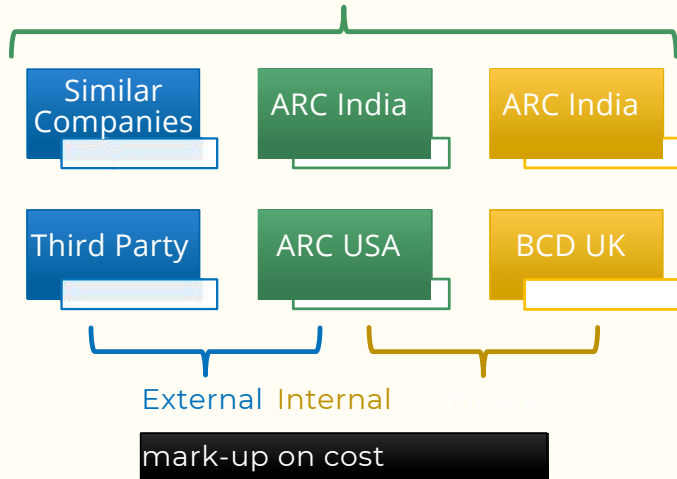 Similar
Companies
ARC India
ARC India
Third Party
ARC USA
BCD UK
External Internal
mark-up on cost